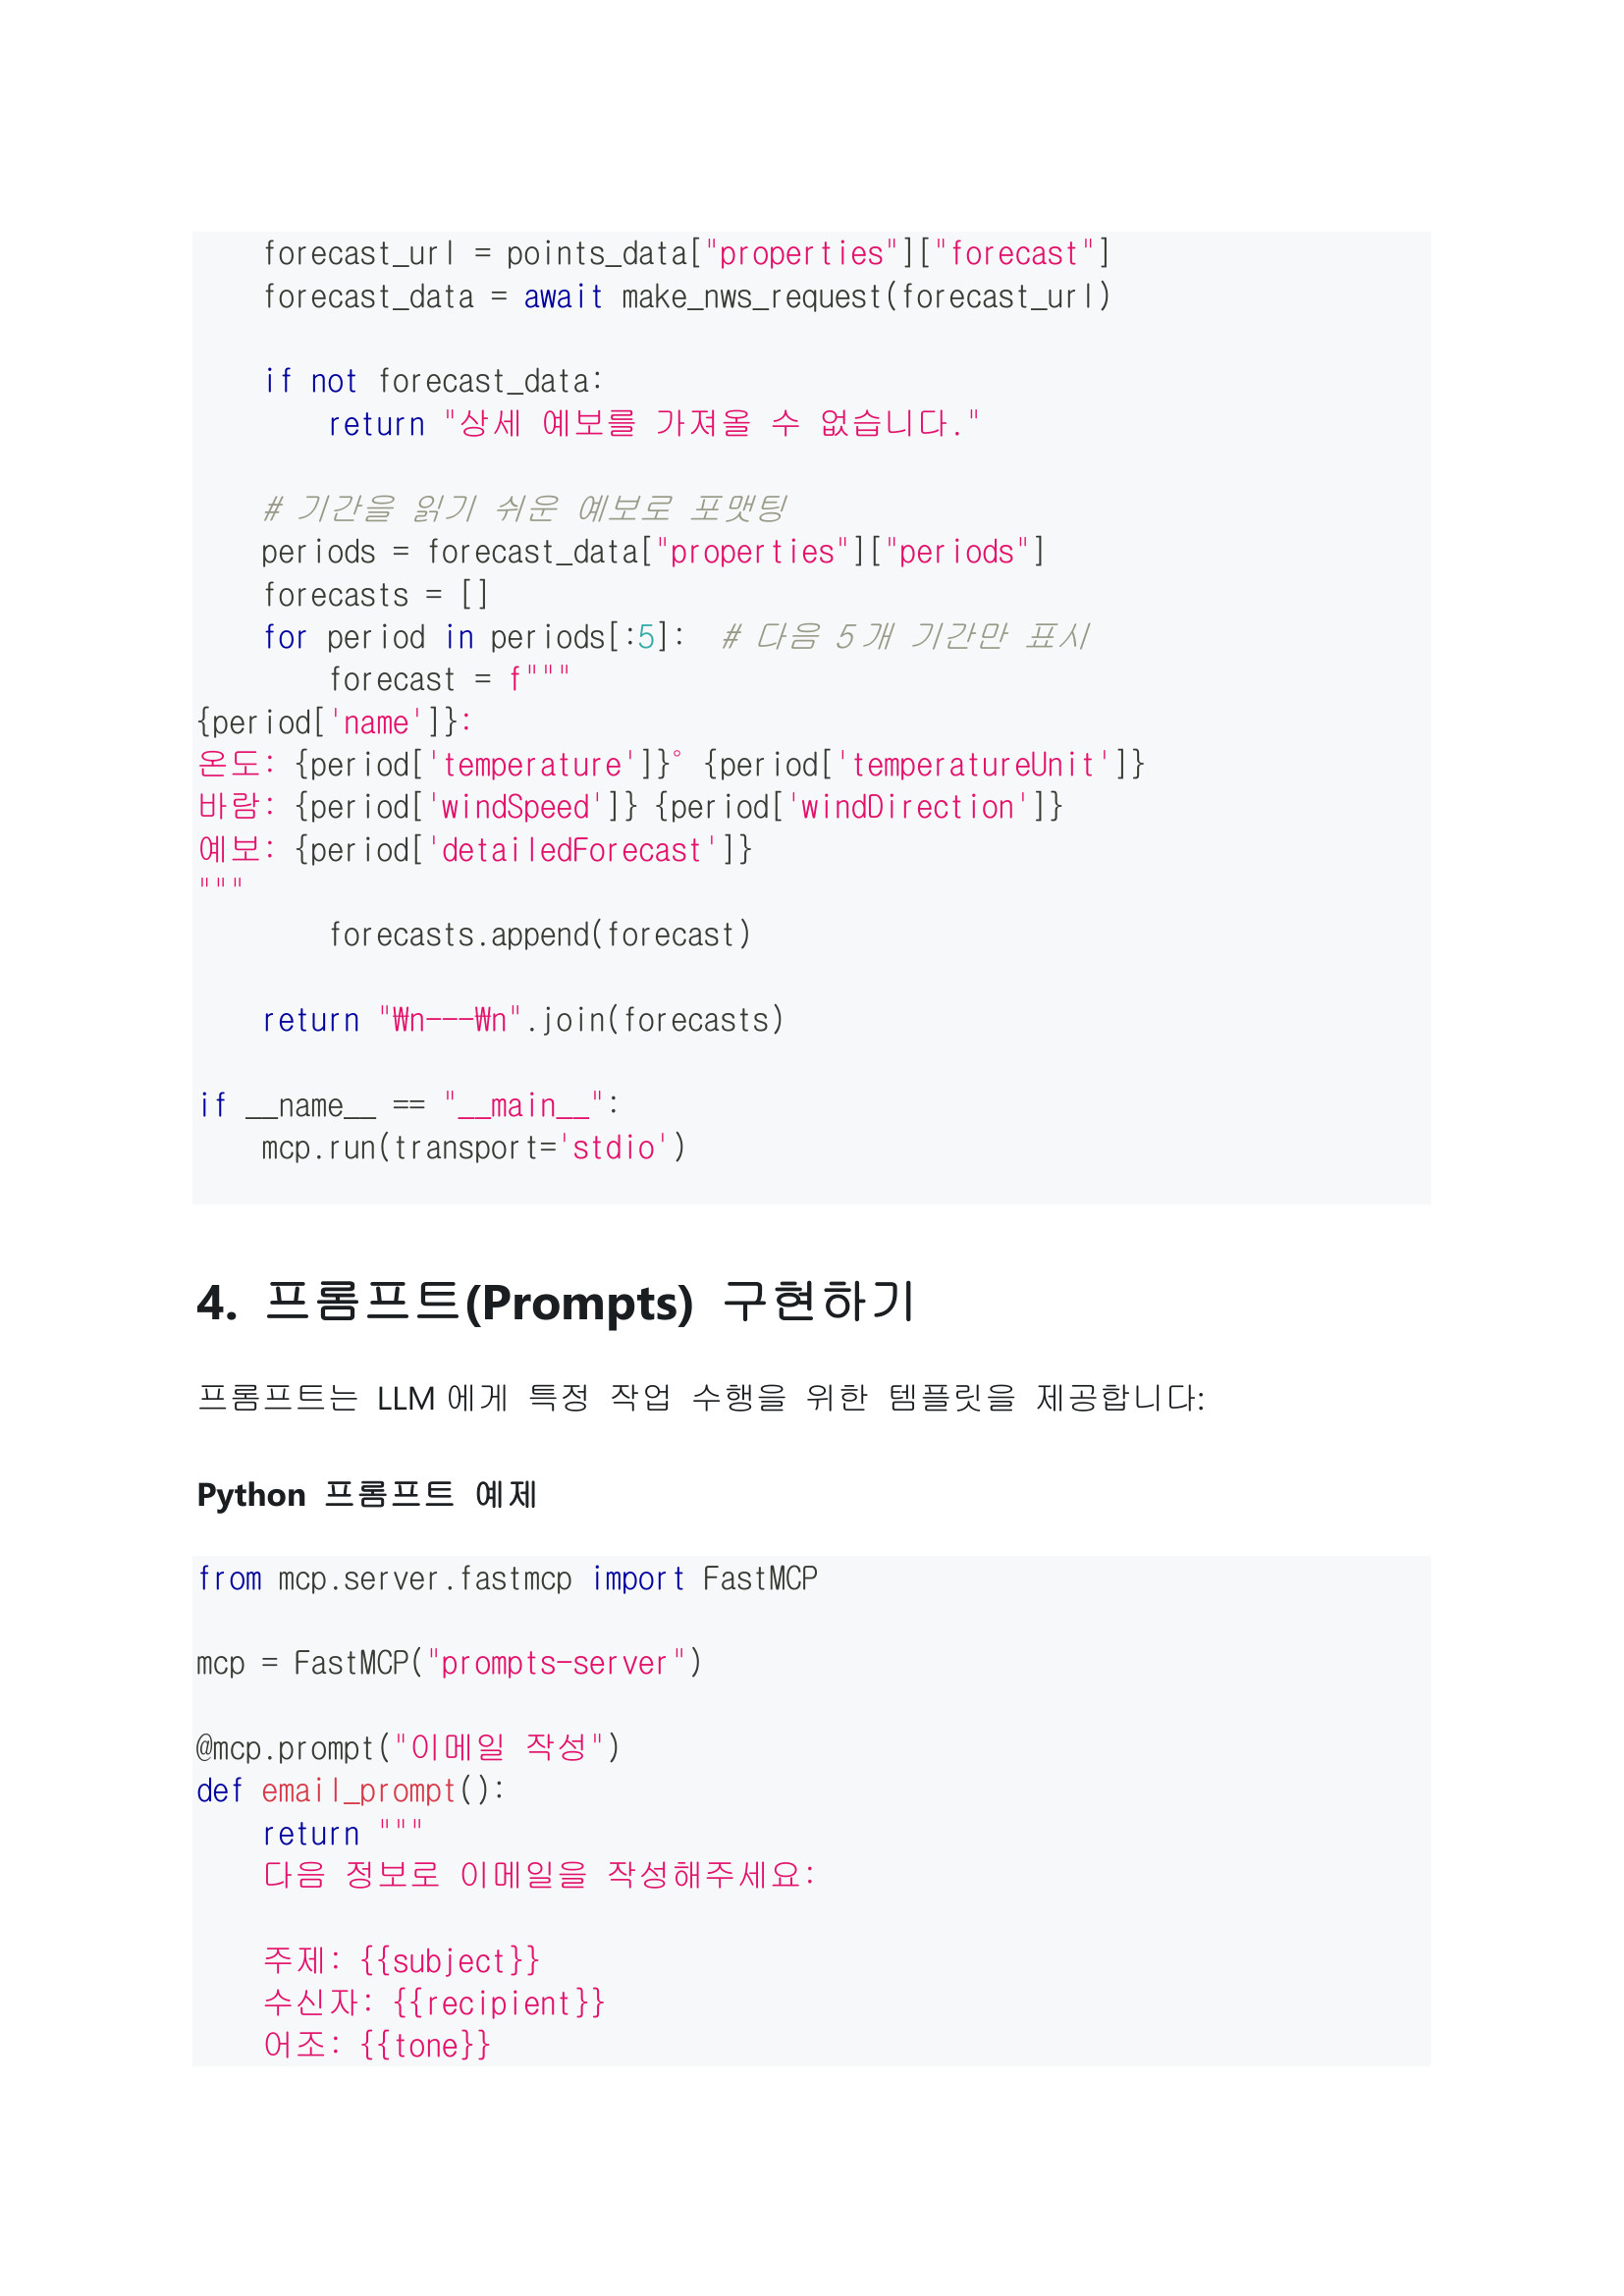 forecast_url = points_data["properties"]["forecast"]
    forecast_data = await make_nws_request(forecast_url)

    if not forecast_data:
        return "상세 예보를 가져올 수 없습니다."

    # 기간을 읽기 쉬운 예보로 포맷팅
    periods = forecast_data["properties"]["periods"]
    forecasts = []
    for period in periods[:5]:  # 다음 5개 기간만 표시
        forecast = f"""
{period['name']}:
온도: {period['temperature']}°{period['temperatureUnit']}
바람: {period['windSpeed']} {period['windDirection']}
예보: {period['detailedForecast']}
"""
        forecasts.append(forecast)

    return "₩n---₩n".join(forecasts)

if __name__ == "__main__":
    mcp.run(transport='stdio')

4. 프롬프트(Prompts) 구현하기

프롬프트는 LLM에게 특정 작업 수행을 위한 템플릿을 제공합니다:

Python 프롬프트 예제

from mcp.server.fastmcp import FastMCP

mcp = FastMCP("prompts-server")

@mcp.prompt("이메일 작성")
def email_prompt():
    return """
    다음 정보로 이메일을 작성해주세요:

    주제: {{subject}}
    수신자: {{recipient}}
    어조: {{tone}}